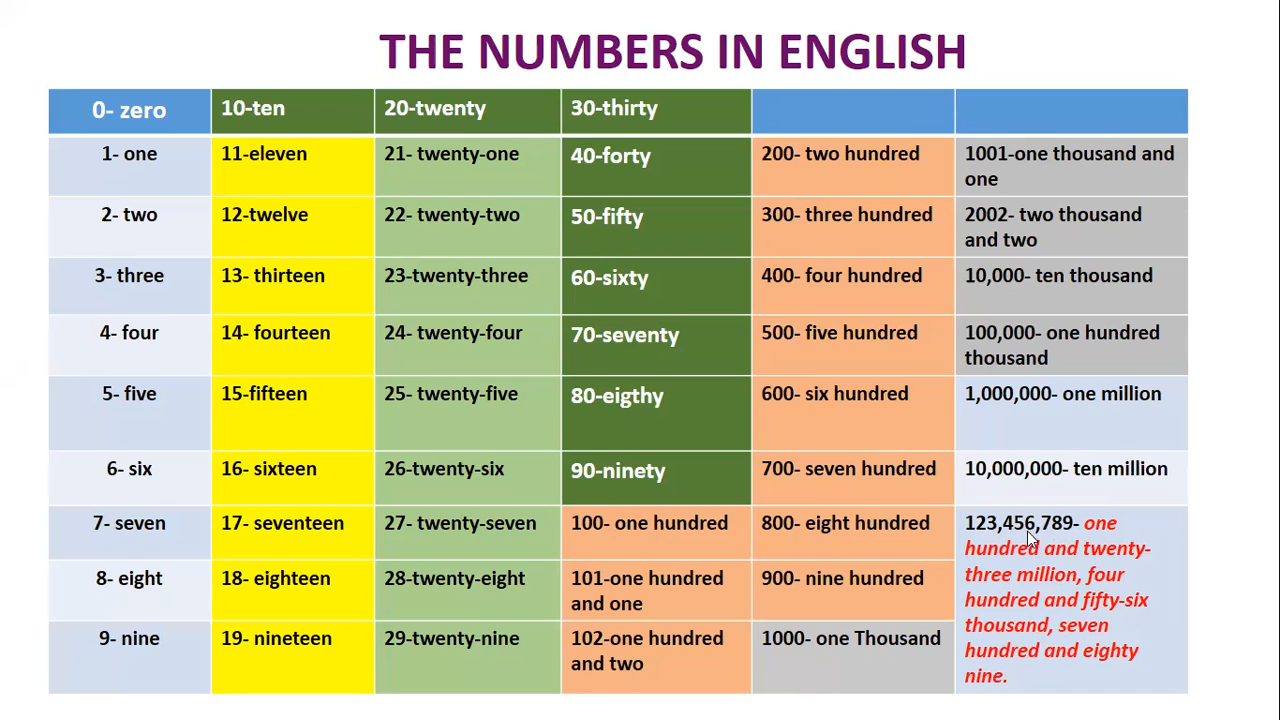 THE NUMBERS IN ENGLISH
0- zero
10-ten
20-twenty
30-thirty
1- one
11-eleven
21- twenty-one
40-forty
200- two hundred
1001-one thousand and
one
2- two
12-twelve
22- twenty-two
50-fifty
300- three hundred
2002- two thousand
and two
3- three
13- thirteen
23-twenty-three
60-sixty
400- four hundred
10,000- ten thousand
4- four
14- fourteen
24- twenty-four
70-seventy
500- five hundred
100,000- one hundred
thousand
5- five
15-fifteen
25- twenty-five
80-eigthy
600- six hundred
1,000,000- one million
6- six
16- sixteen
26-twenty-six
90-ninety
700- seven hundred
10,000,000- ten million
7- seven
17- seventeen
27- twenty-seven
100- one hundred
800- eight hundred
123,456,789- one
hundred and twenty-
three million, four
hundred and fifty-six
thousand, seven
hundred and eighty
nine.
8- eight
18- eighteen
28-twenty-eight
101-one hundred
and one
900- nine hundred
9- nine
19- nineteen
29-twenty-nine
102-one hundred
and two
1000- one Thousand